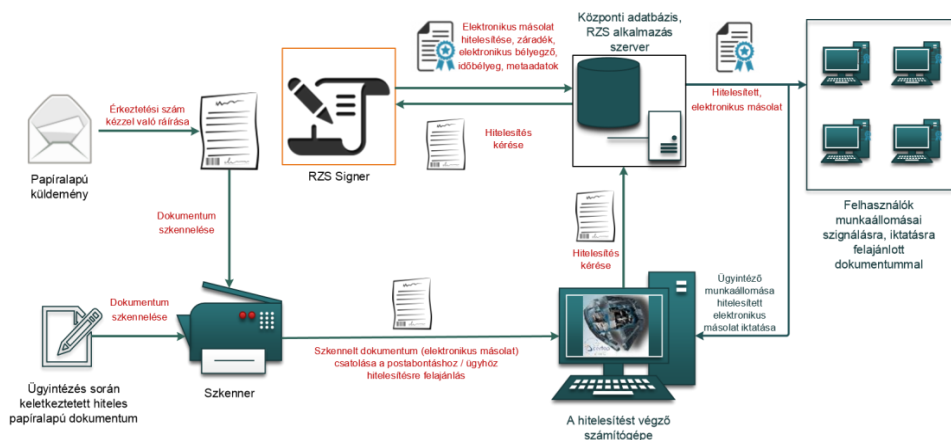 Elektronikus másolat
hitelesítése, záradék,
elektronikus bélyegző,
időbélyeg, metaadatok
Központi adatbázis,
RZS alkalmazás
szerver
Érkeztetési szám
kézzel való ráírása
Hitelesített,
elektronikus másolat
Hitelesítés
kérése
Papíralapú
küldemény
RZS Signer
Felhasználók
munkaállomásai
szignálásra, iktatásra
felajánlott
dokumentummal
Dokumentum
szkennelése
Hitelesítés
kérése
Ügyintéző
munkaállomása
hitelesített
elektronikus
másolat iktatása
Dokumentum
szkennelése
Szkennelt dokumentum (elektronikus másolat)
csatolása a postabontáshoz / ügyhöz
hitelesítésre felajánlás
Ügyintézés során
keletkeztetett hiteles
papíralapú dokumentum
Szkenner
A hitelesítést végző
számítógépe